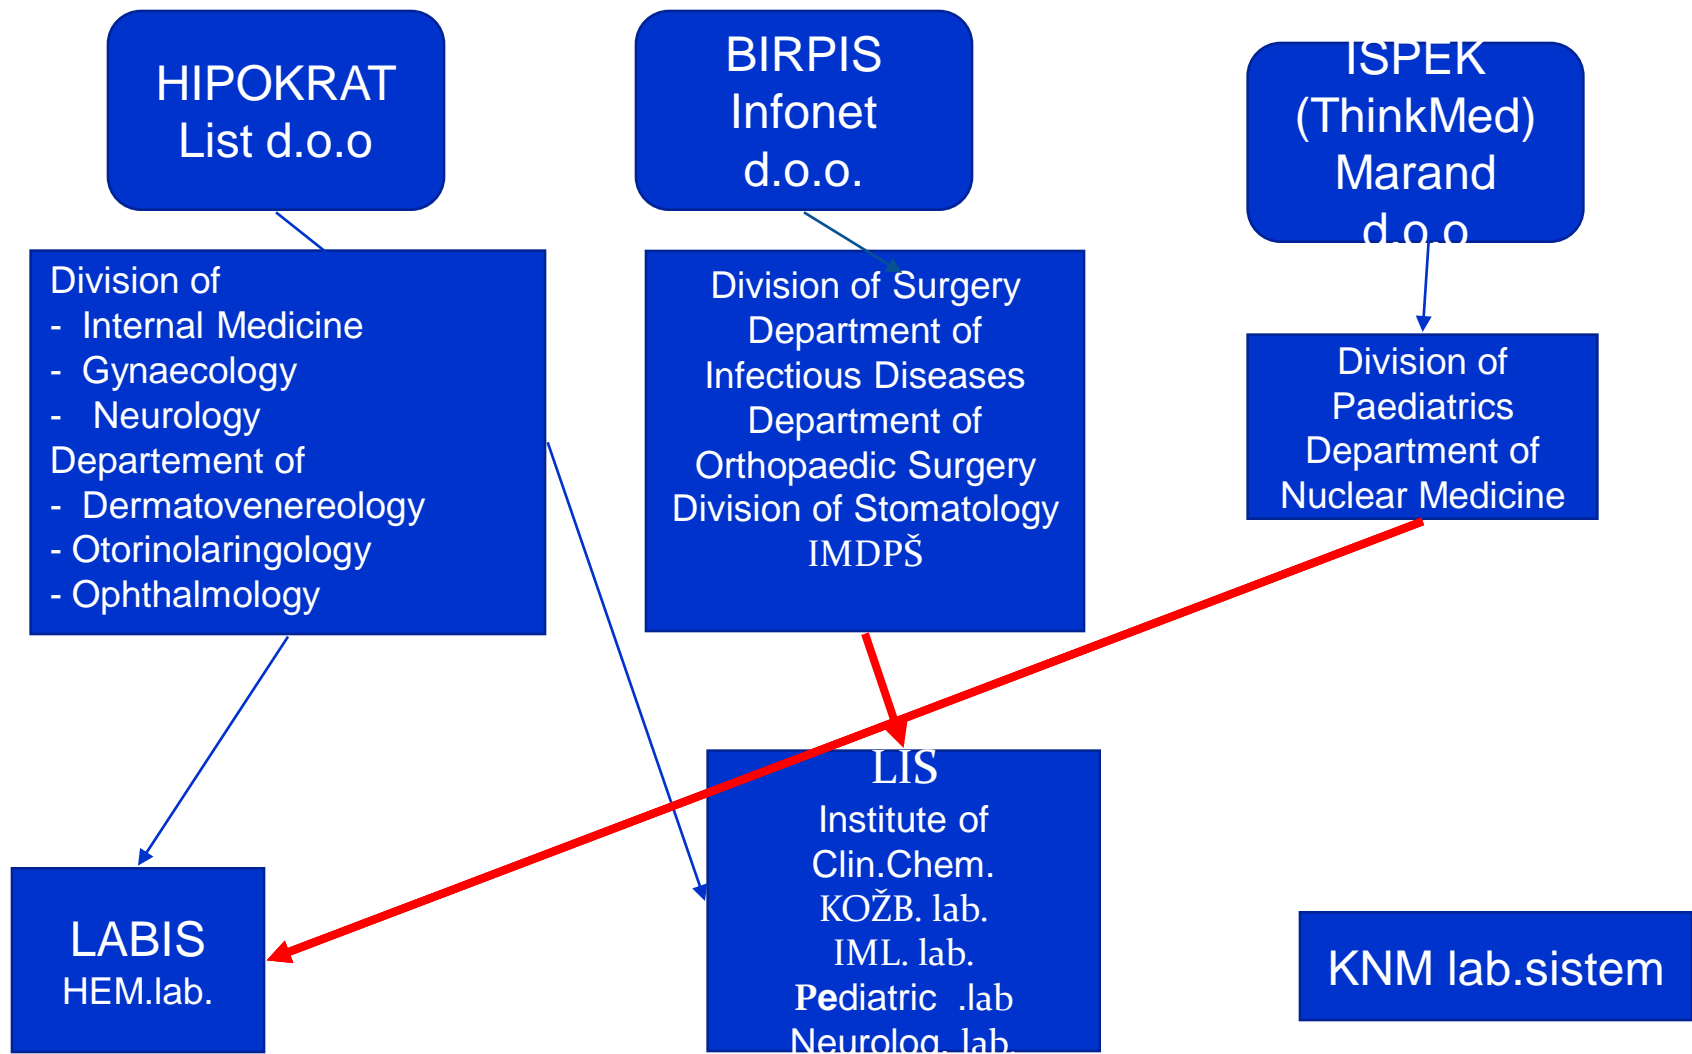 HIPOKRAT
List d.o.o
BIRPIS
Infonet
d.o.o.
ISPEK
(ThinkMed)
Marand
d.o.o
Division of
- Internal Medicine
- Gynaecology
- Neurology
Departement of
- Dermatovenereology
- Otorinolaringology
- Ophthalmology
Division of Surgery
Department of
Infectious Diseases
Department of
Orthopaedic Surgery
Division of Stomatology
IMDPŠ
Division of
Paediatrics
Department of
Nuclear Medicine
LABIS
HEM.lab.
LIS
Institute of
Clin.Chem.
KOŽB. lab.
IML. lab.
Pediatric .lab
Neurolog. lab.
KNM lab.sistem